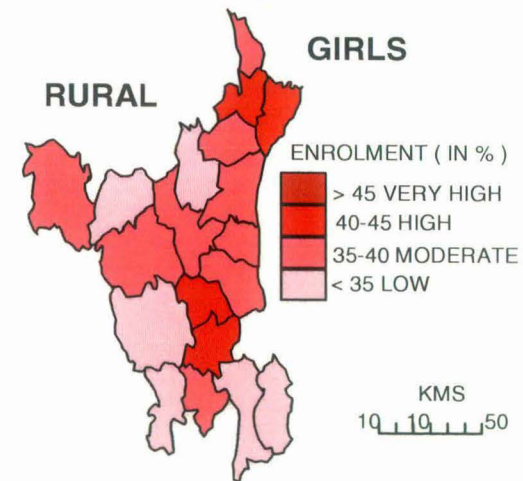 GIRLS
RURAL
ENROLMENT ( IN % )
> 45 VERY HIGH
40-45 HIGH
35-40 MODERATE
< 35 LOW
KMS
10 10 50